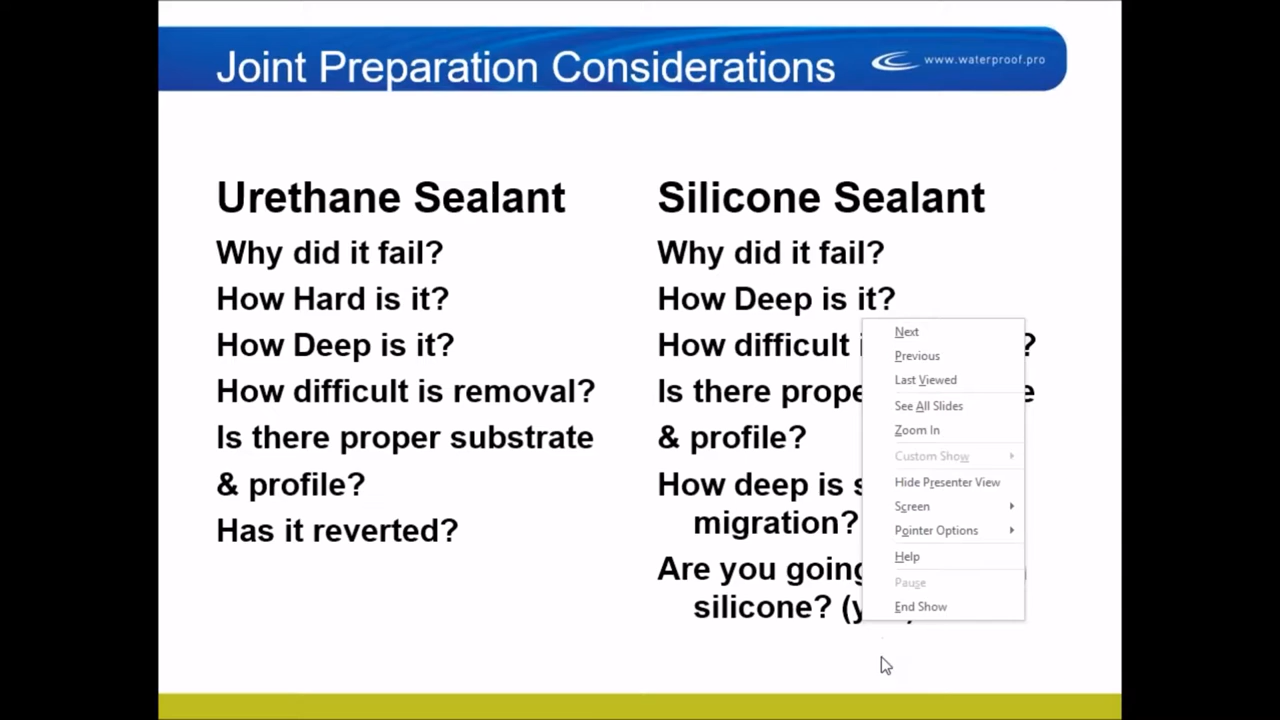 Joint Preparation Considerations
www.waterproof.pro
Urethane Sealant
Why did it fail?
How Hard is it?
How Deep is it?
How difficult is removal?
Is there proper substrate
& profile?
Has it reverted?
Silicone Sealant
Why did it fail?
How Deep is it?
How difficult
Is there
& profile?
How deep is
migration?
Are you
silicone?
Next
Previous
Last Viewed
See All Slides
Zoom In
Custom Show
Hide Presenter View
Screen
Pointer Options
Help
Pause
End Show